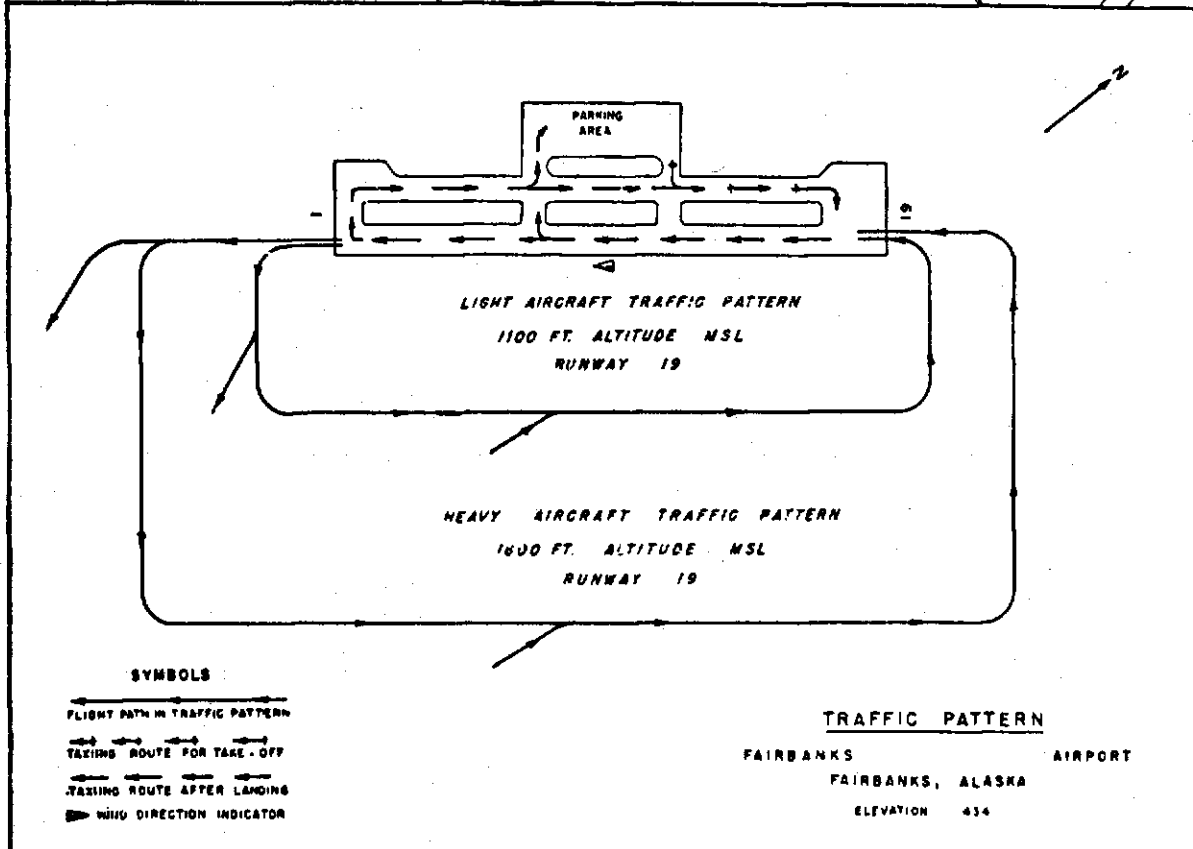 N
PARKING
AREA
1
19
LIGHT AIRCRAFT TRAFFIC PATTERN
1100 FT. ALTITUDE MSL
RUNWAY 19
HEAVY AIRCRAFT TRAFFIC PATTERN
1600 FT. ALTITUDE MSL
RUNWAY 19
SYMBOLS
FLIGHT PATH IN TRAFFIC PATTERN
TAXIING ROUTE FOR TAKE-OFF
TAXIING ROUTE AFTER LANDING
WIND DIRECTION INDICATOR
TRAFFIC PATTERN
FAIRBANKS AIRPORT
FAIRBANKS, ALASKA
ELEVATION 434